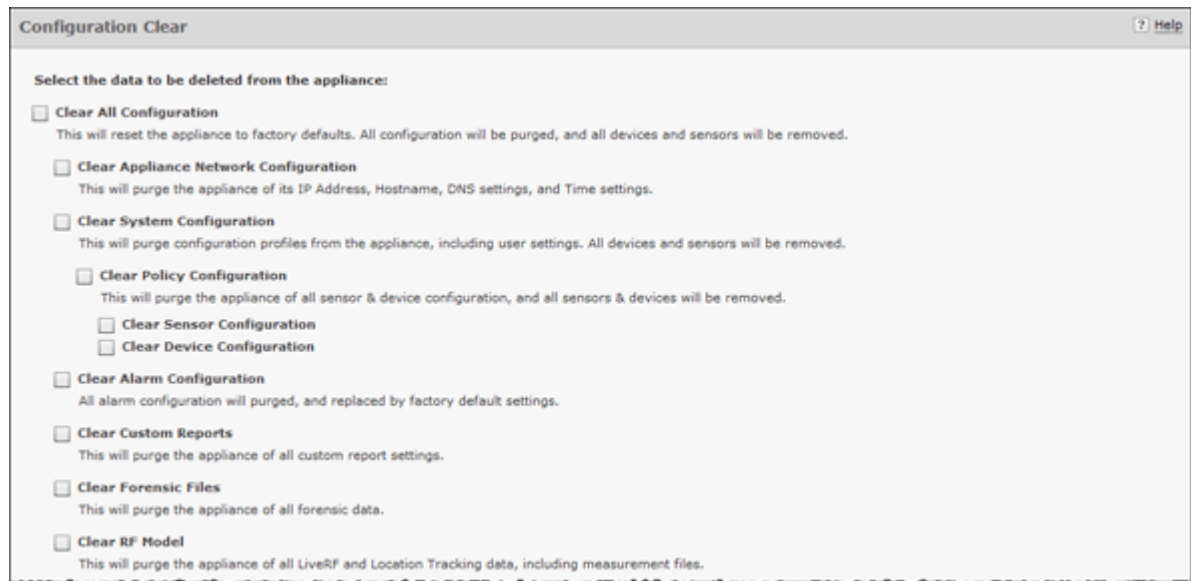 Configuration Clear
? Help
Select the data to be deleted from the appliance:
Clear All Configuration
This will reset the appliance to factory defaults. All configuration will be purged, and all devices and sensors will be removed.
Clear Appliance Network Configuration
This will purge the appliance of its IP Address, Hostname, DNS settings, and Time settings.
Clear System Configuration
This will purge configuration profiles from the appliance, including user settings. All devices and sensors will be removed.
Clear Policy Configuration
This will purge the appliance of all sensor & device configuration, and all sensors & devices will be removed.
Clear Sensor Configuration
Clear Device Configuration
Clear Alarm Configuration
All alarm configuration will purged, and replaced by factory default settings.
Clear Custom Reports
This will purge the appliance of all custom report settings.
Clear Forensic Files
This will purge the appliance of all forensic data.
Clear RF Model
This will purge the appliance of all LiveRF and Location Tracking data, including measurement files.